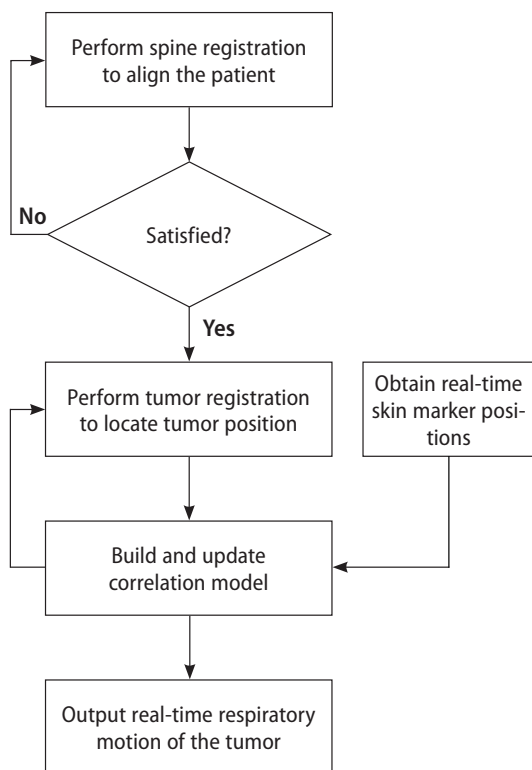 Perform spine registration
to align the patient
No
Satisfied?
Yes
Perform tumor registration
to locate tumor position
Obtain real-time
skin marker posi-
tions
Build and update
correlation model
Output real-time respiratory
motion of the tumor